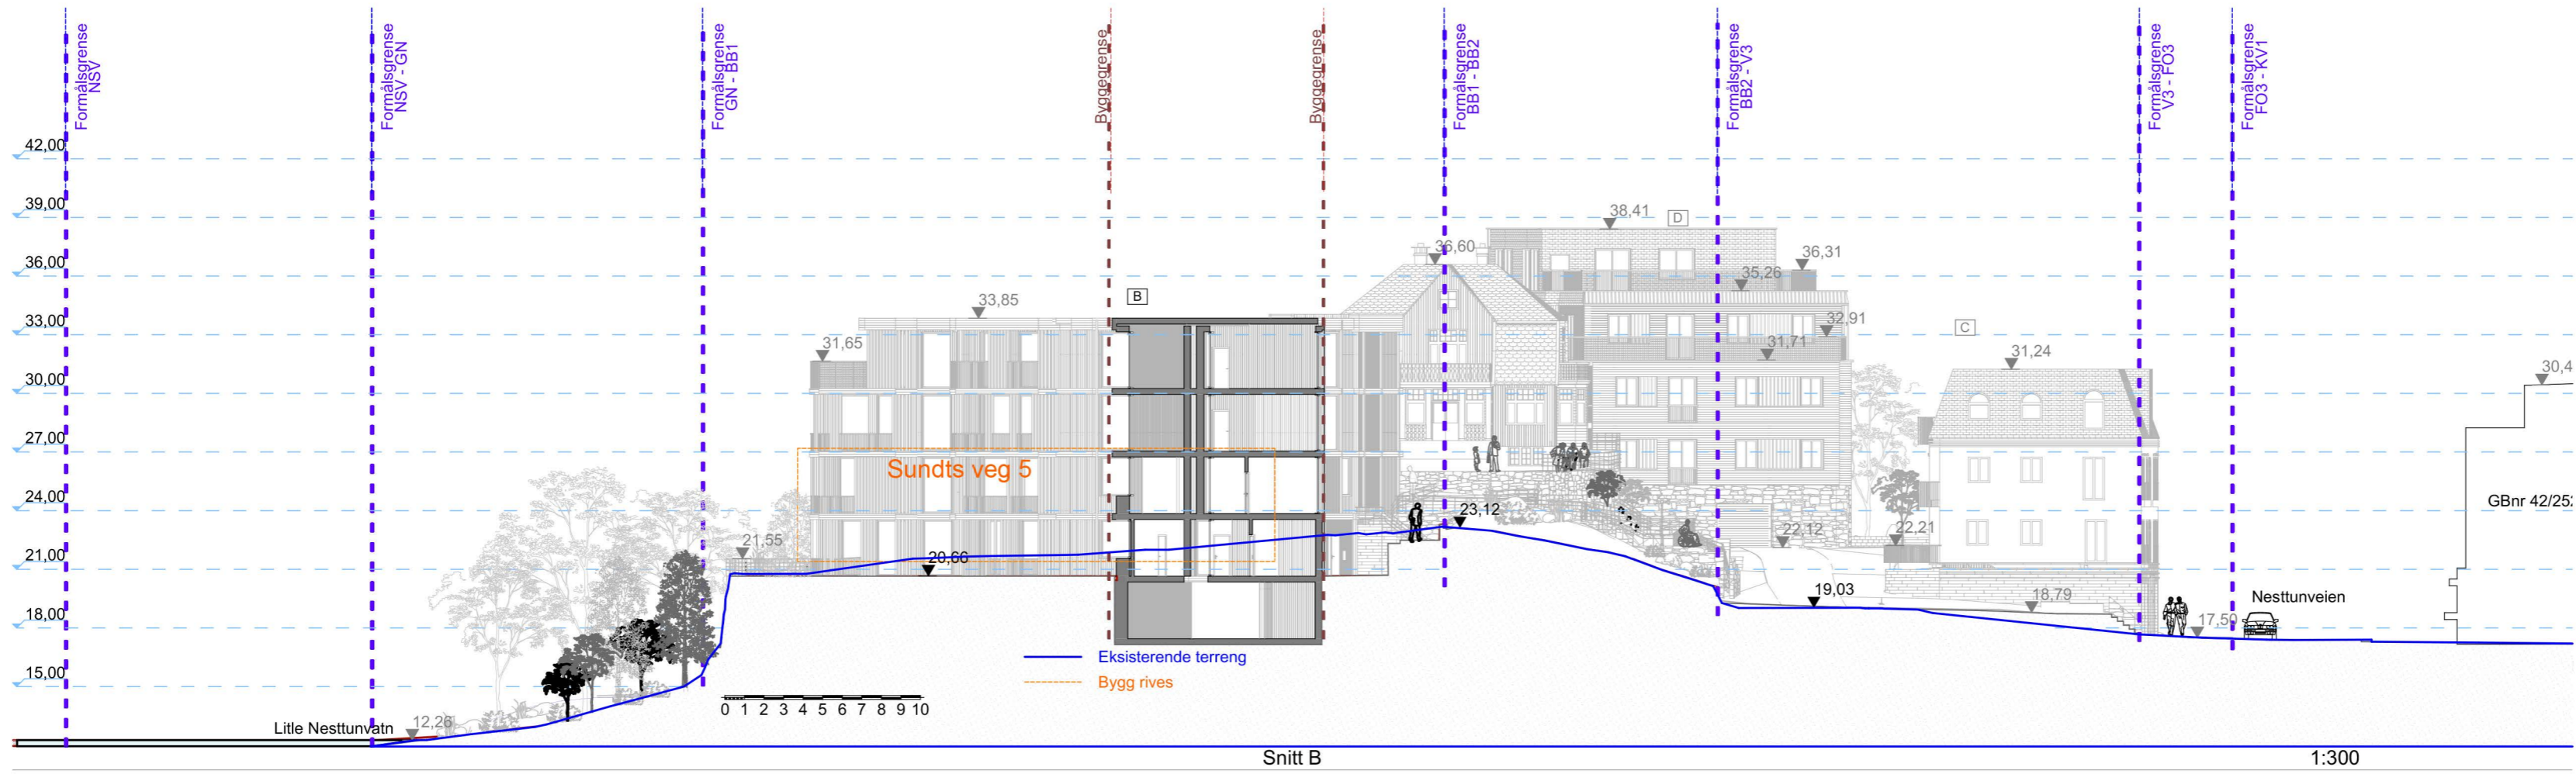 Formålsgrense
NSV
Formålsgrense
NSV - GN
Formålsgrense
GN - BB1
Byggegrense
Byggegrense
Formålsgrense
BB1 - BB2
Formålsgrense
BB2 - V3
Formålsgrense
V3 - FO3
Formålsgrense
FO3 - KV1
42,00
39,00
36,00
33,00
30,00
27,00
24,00
21,00
18,00
15,00
38,41
D
36,60
36,31
35,26
33,85
B
32,91
C
31,65
31,71
31,24
30,4
Sundts veg 5
GBnr 42/252
23,12
21,55
22,12
22,21
20,66
19,03
18,79
Nesttunveien
17,50
Eksisterende terreng
Bygg rives
0 1 2 3 4 5 6 7 8 9 10
Litle Nesttunvatn
12,26
Snitt B
1:300